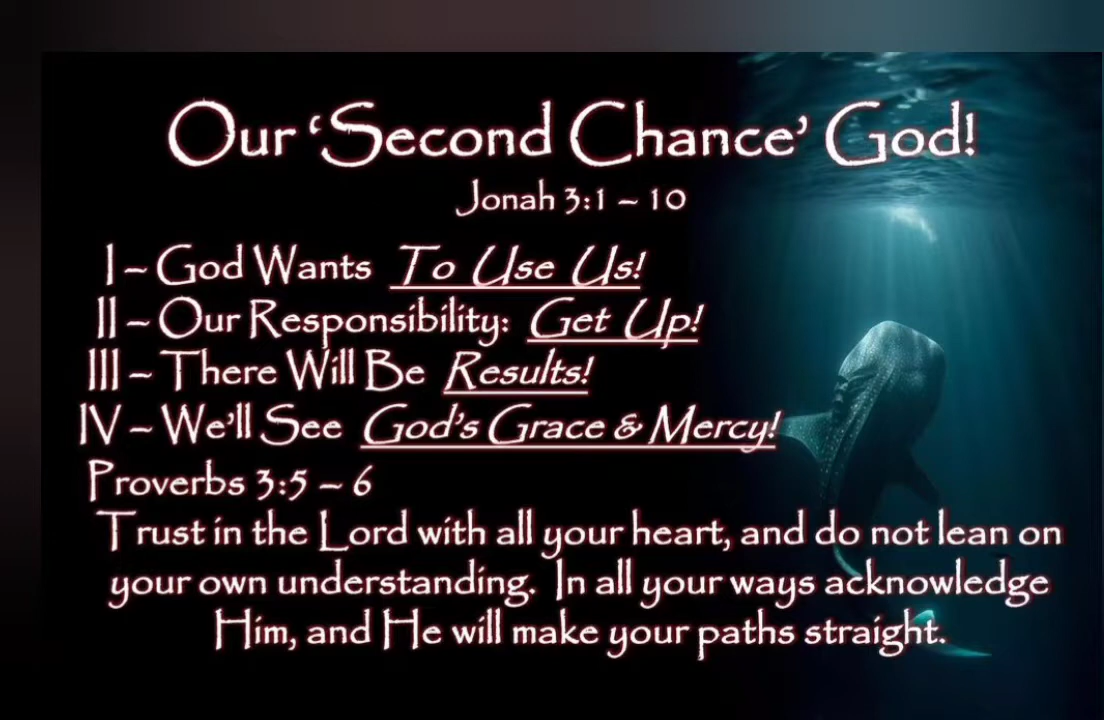 Our ‘Second Chance’ God!
Jonah 3:1 – 10
I – God Wants To Use Us!
II – Our Responsibility: Get Up!
III – There Will Be Results!
IV – We’ll See God’s Grace & Mercy!
Proverbs 3:5 – 6
Trust in the Lord with all your heart, and do not lean on
your own understanding. In all your ways acknowledge
Him, and He will make your paths straight.